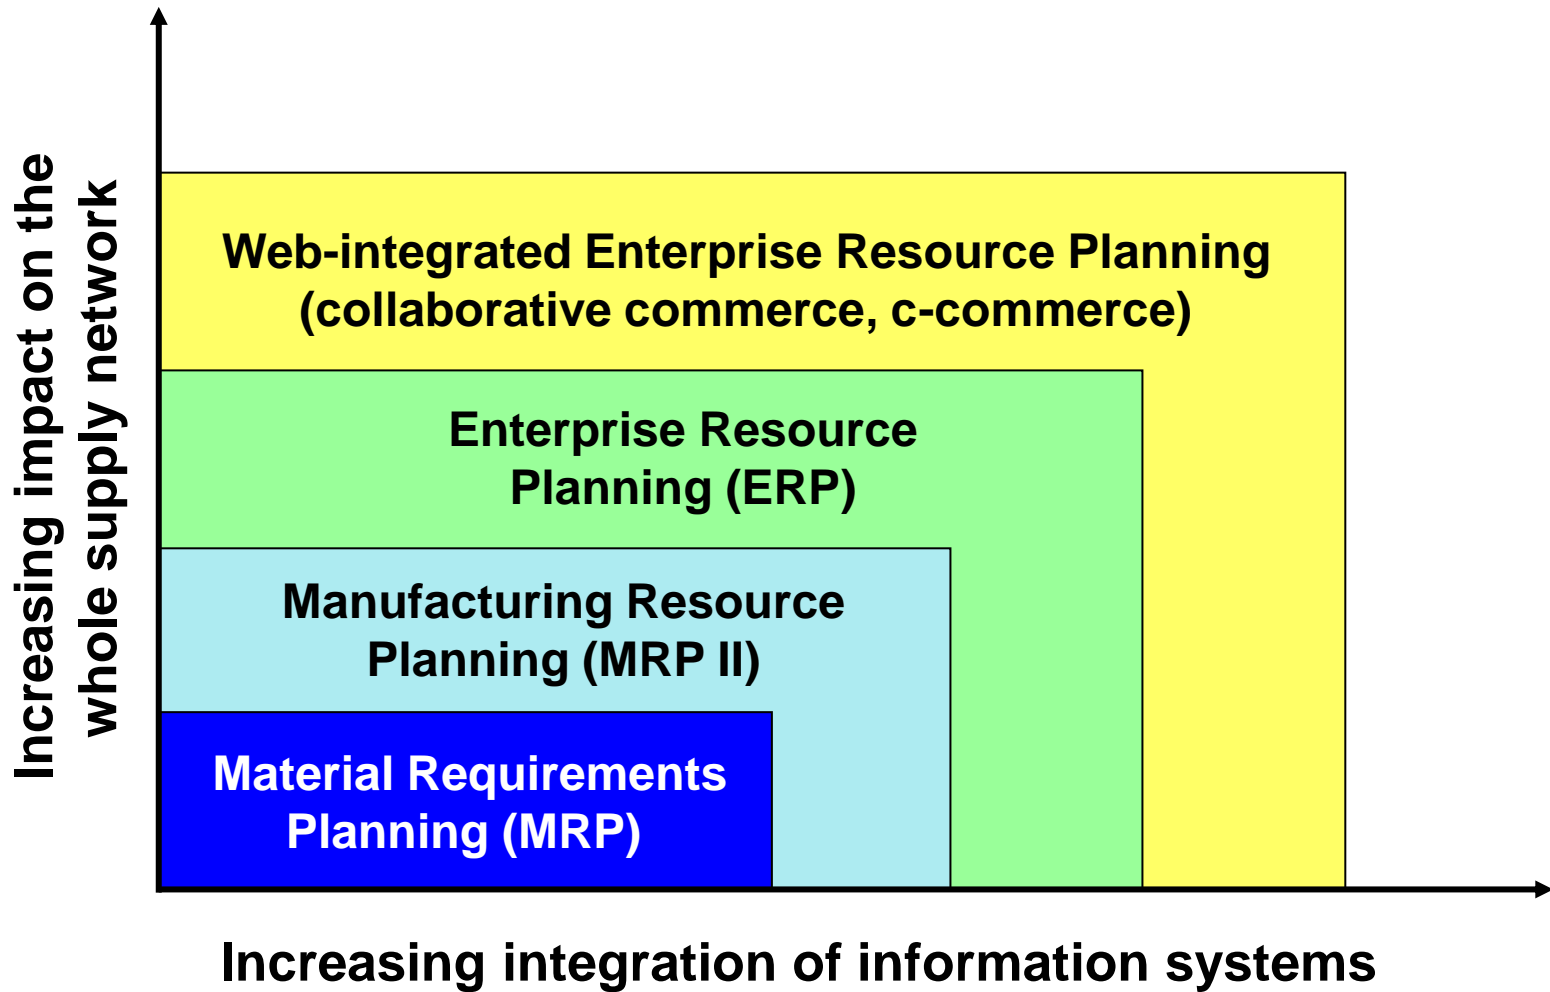 Increasing impact on the
whole supply network
Web-integrated Enterprise Resource Planning
(collaborative commerce, c-commerce)
Enterprise Resource
Planning (ERP)
Manufacturing Resource
Planning (MRP II)
Material Requirements
Planning (MRP)
Increasing integration of information systems